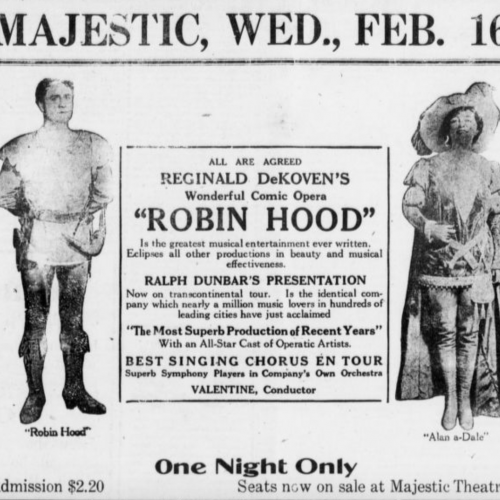 MAJESTIC, WED., FEB. 16
ALL ARE AGREED
REGINALD DeKOVEN'S
Wonderful Comic Opera
"ROBIN HOOD"
Is the greatest musical entertainment ever written.
Eclipses all other productions in beauty and musical
effectiveness.
RALPH DUNBAR'S PRESENTATION
Now on transcontinental tour. Is the identical com-
pany which nearly a million music lovers in hundreds of
leading cities have just acclaimed
"The Most Superb Production of Recent Years"
With an All-Star Cast of Operatic Artists.
BEST SINGING CHORUS EN TOUR
Superb Symphony Players in Company's Own Orchestra
VALENTINE, Conductor
"Robin Hood"
"Alan a-Dale"
One Night Only
dmission $2.20
Seats now on sale at Majestic Theatr